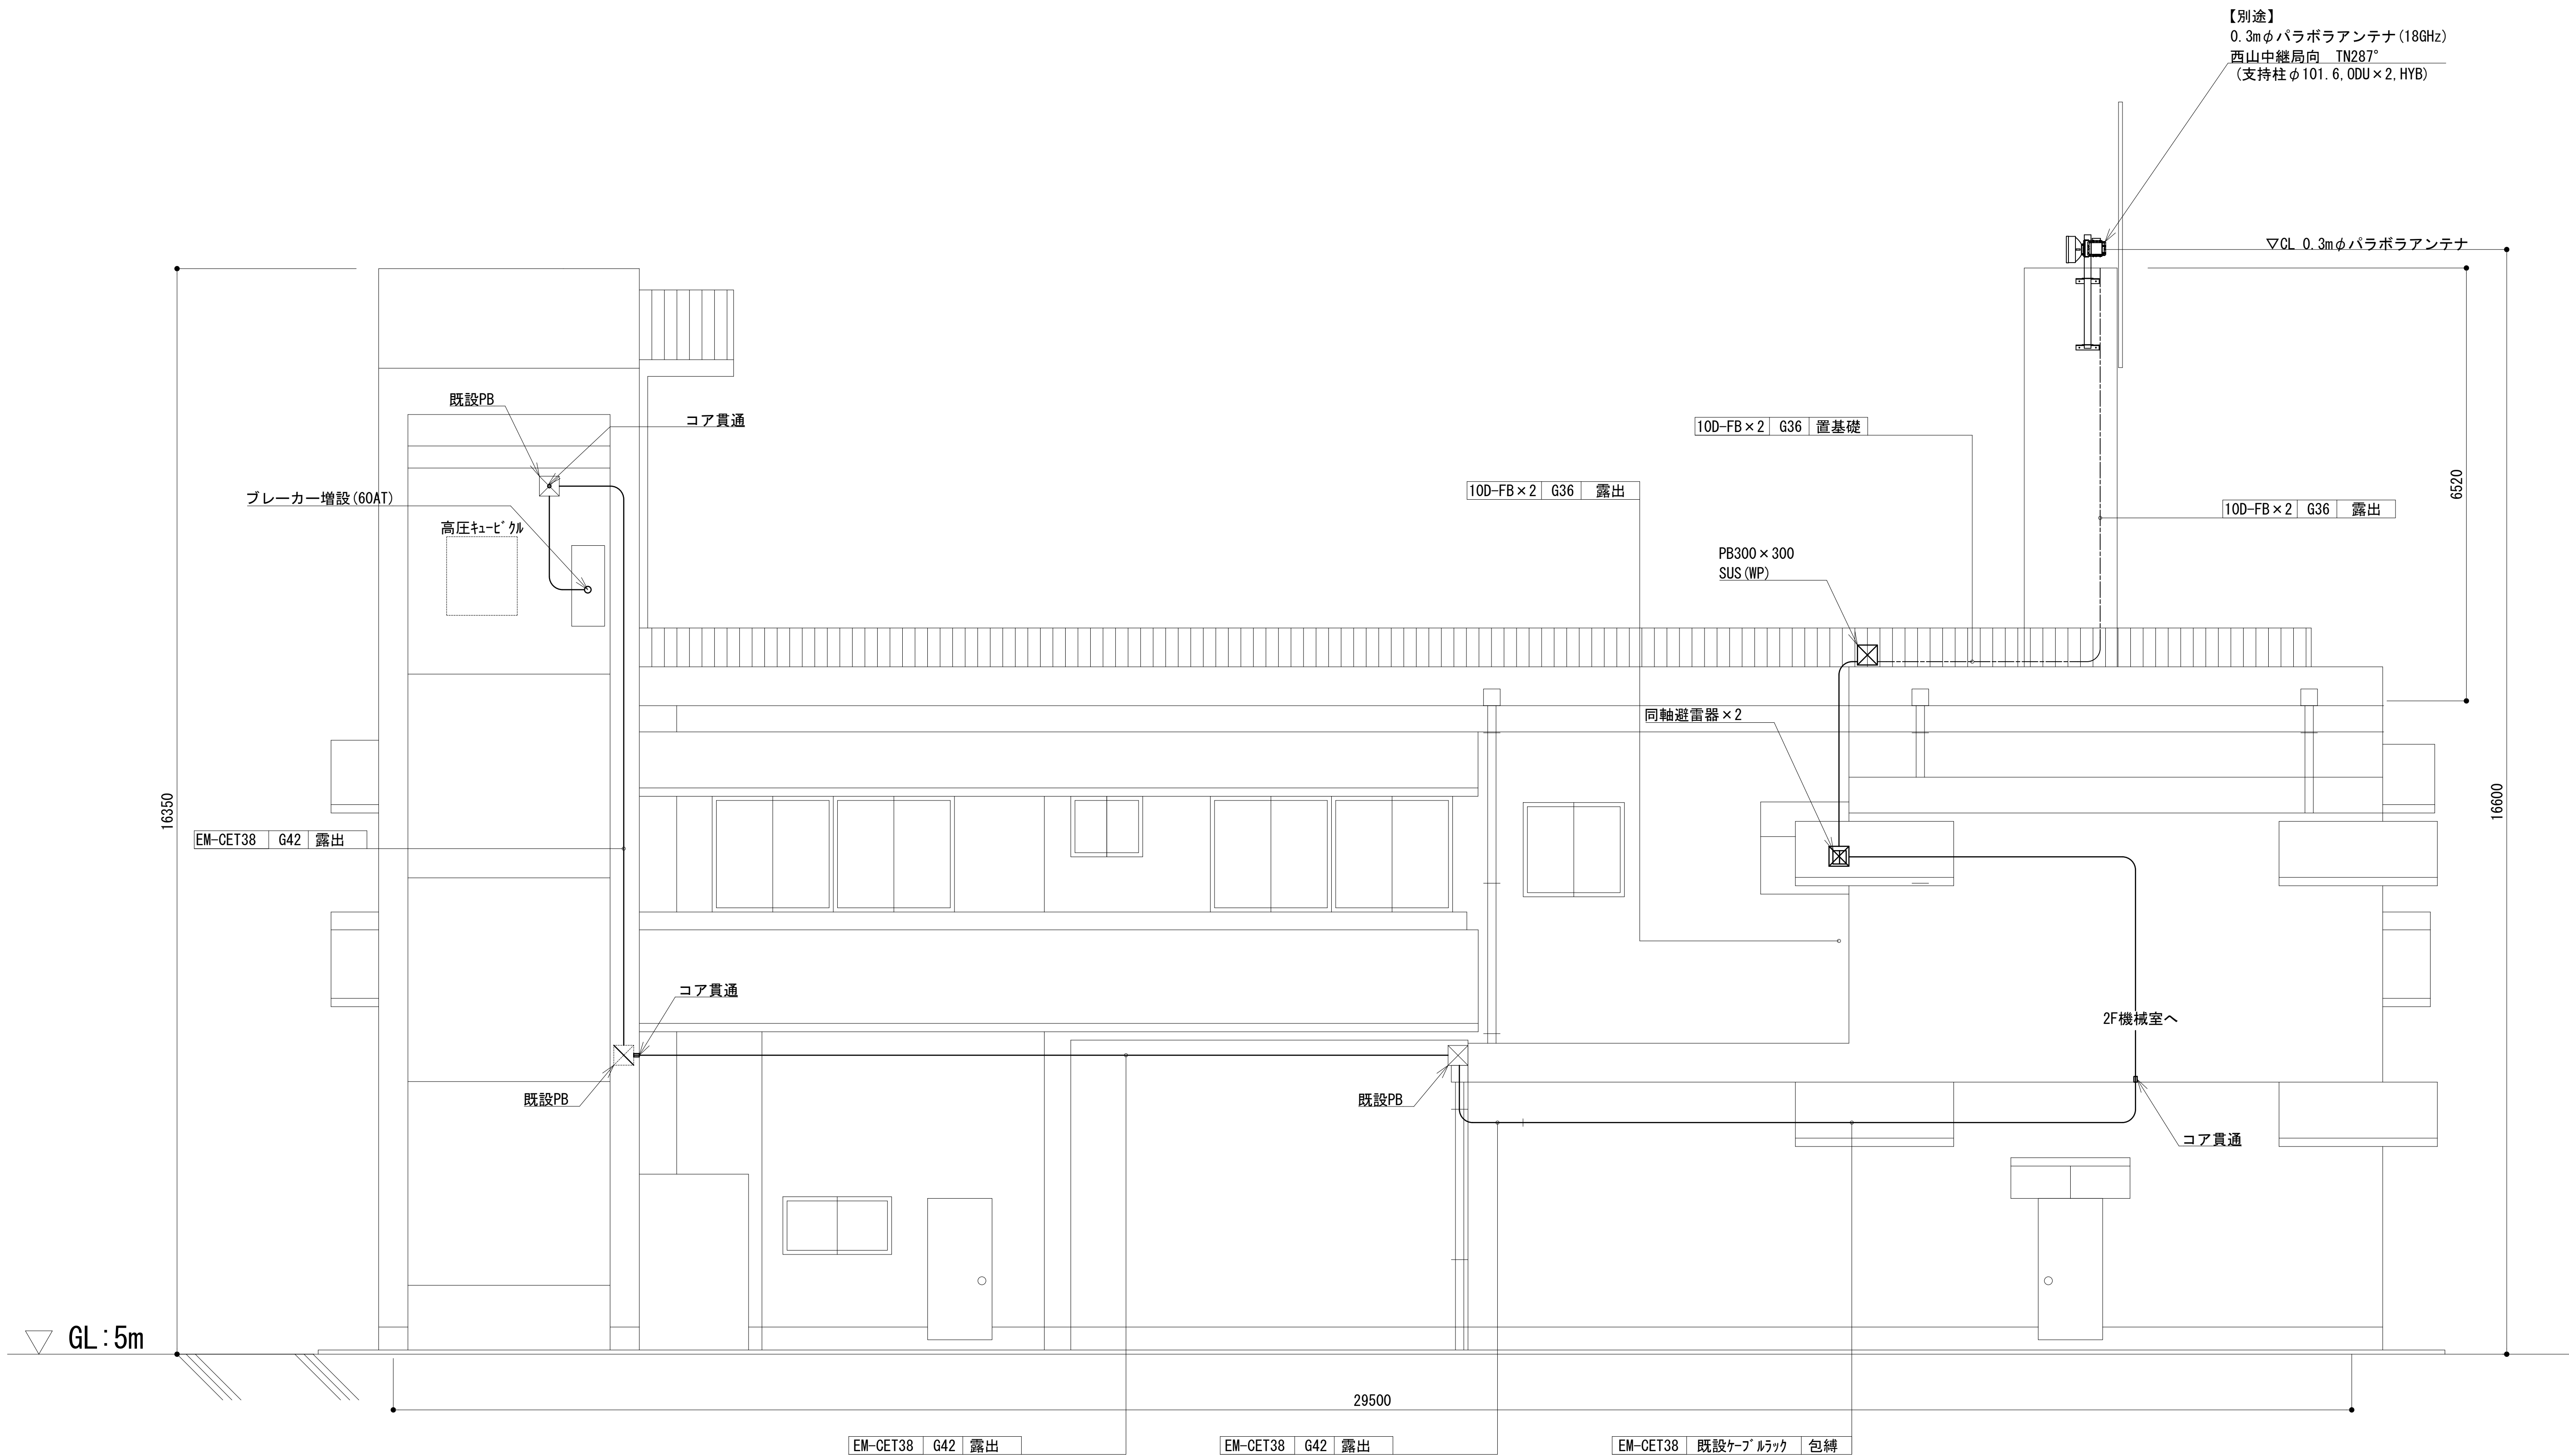 【別途】
0.3mφパラボラアンテナ(18GHz)
西山中継局向　TN287°
(支持柱φ101.6,ODU×2,HYB)
▽CL 0.3mφパラボラアンテナ
既設PB
コア貫通
10D-FB×2 G36 置基礎
10D-FB×2 G36 露出
6520
ブレーカー増設(60AT)
10D-FB×2 G36 露出
高圧ｷｭｰﾋﾞｸﾙ
PB300×300
SUS(WP)
同軸避雷器×2
16350
16600
EM-CET38 G42 露出
コア貫通
2F機械室へ
既設PB
既設PB
コア貫通
GL:5m
29500
EM-CET38 G42 露出
EM-CET38 G42 露出
EM-CET38 既設ｹｰﾌﾞﾙﾗｯｸ 包縛